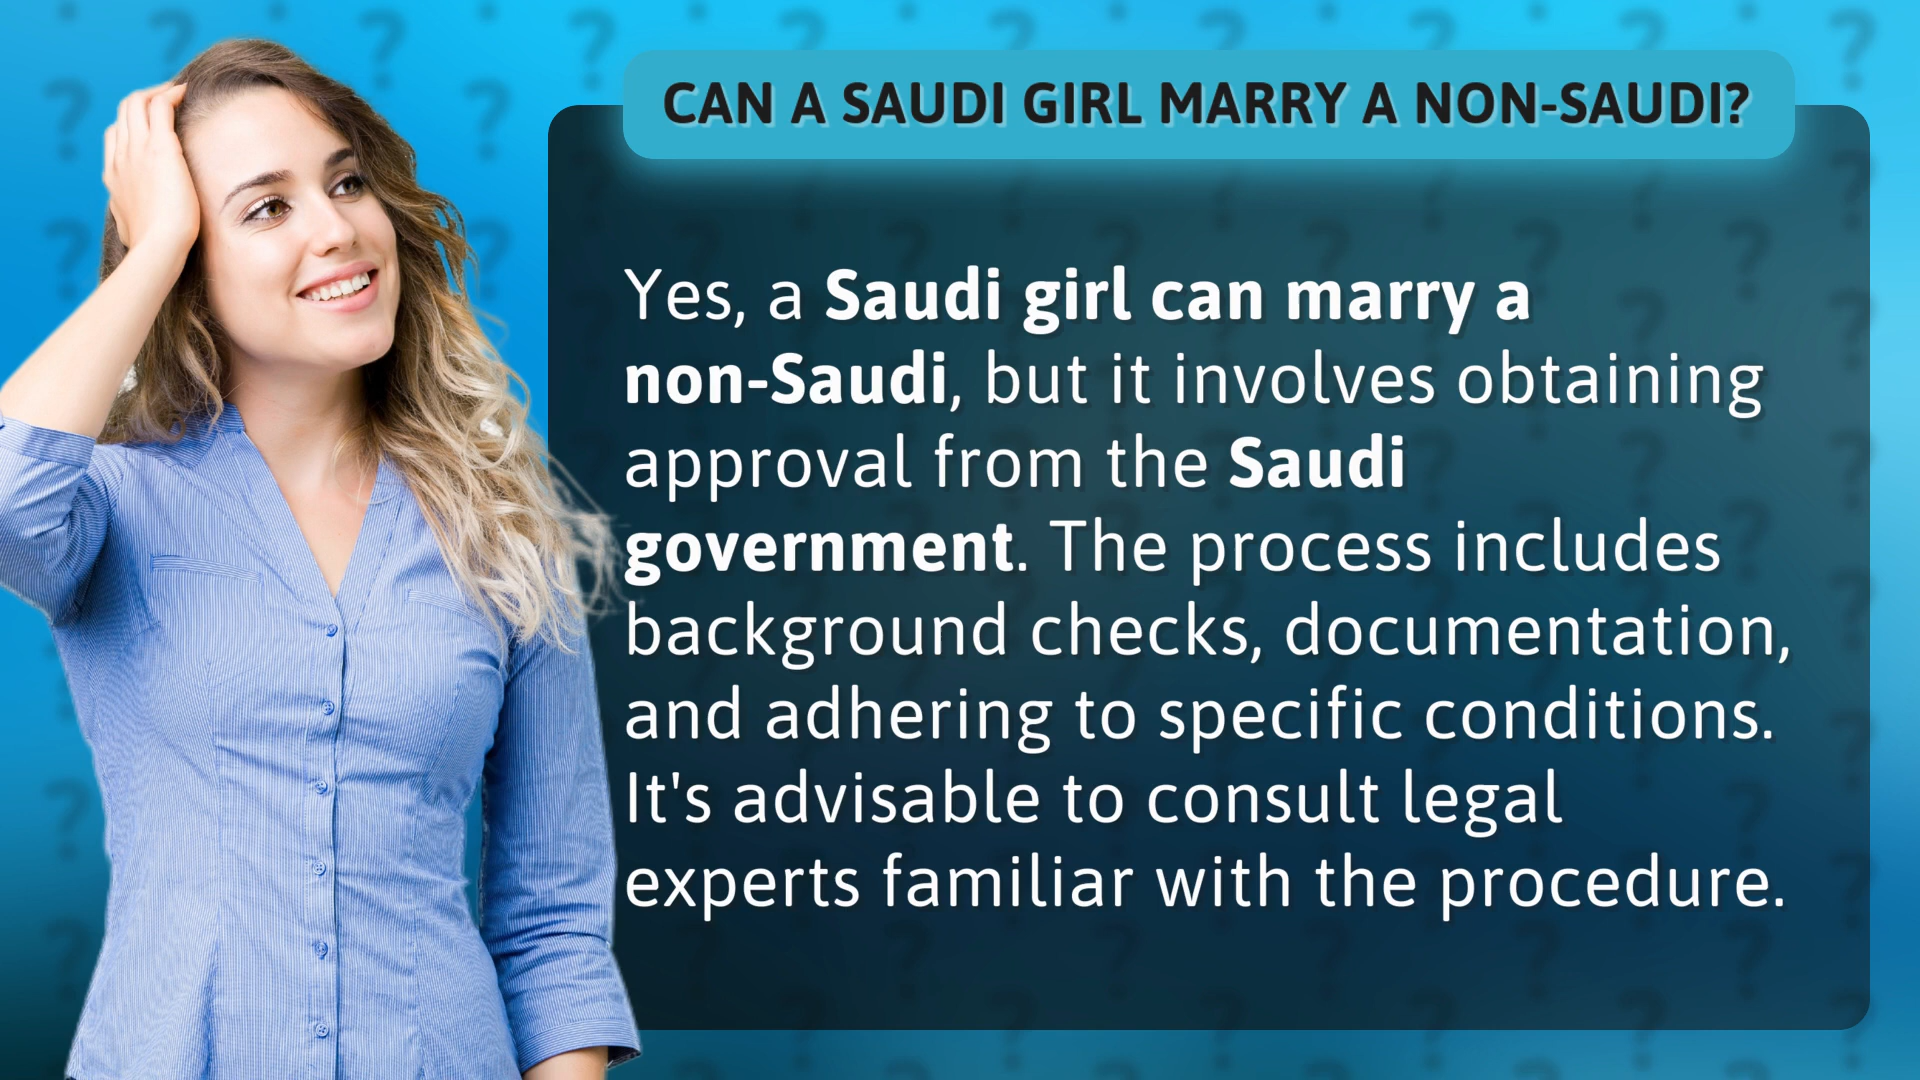 CAN A SAUDI GIRL MARRY A NON-SAUDI?
Yes, a Saudi girl can marry a
non-Saudi, but it involves obtaining
approval from the Saudi
government. The process includes
background checks, documentation,
and adhering to specific conditions.
It's advisable to consult legal
experts familiar with the procedure.